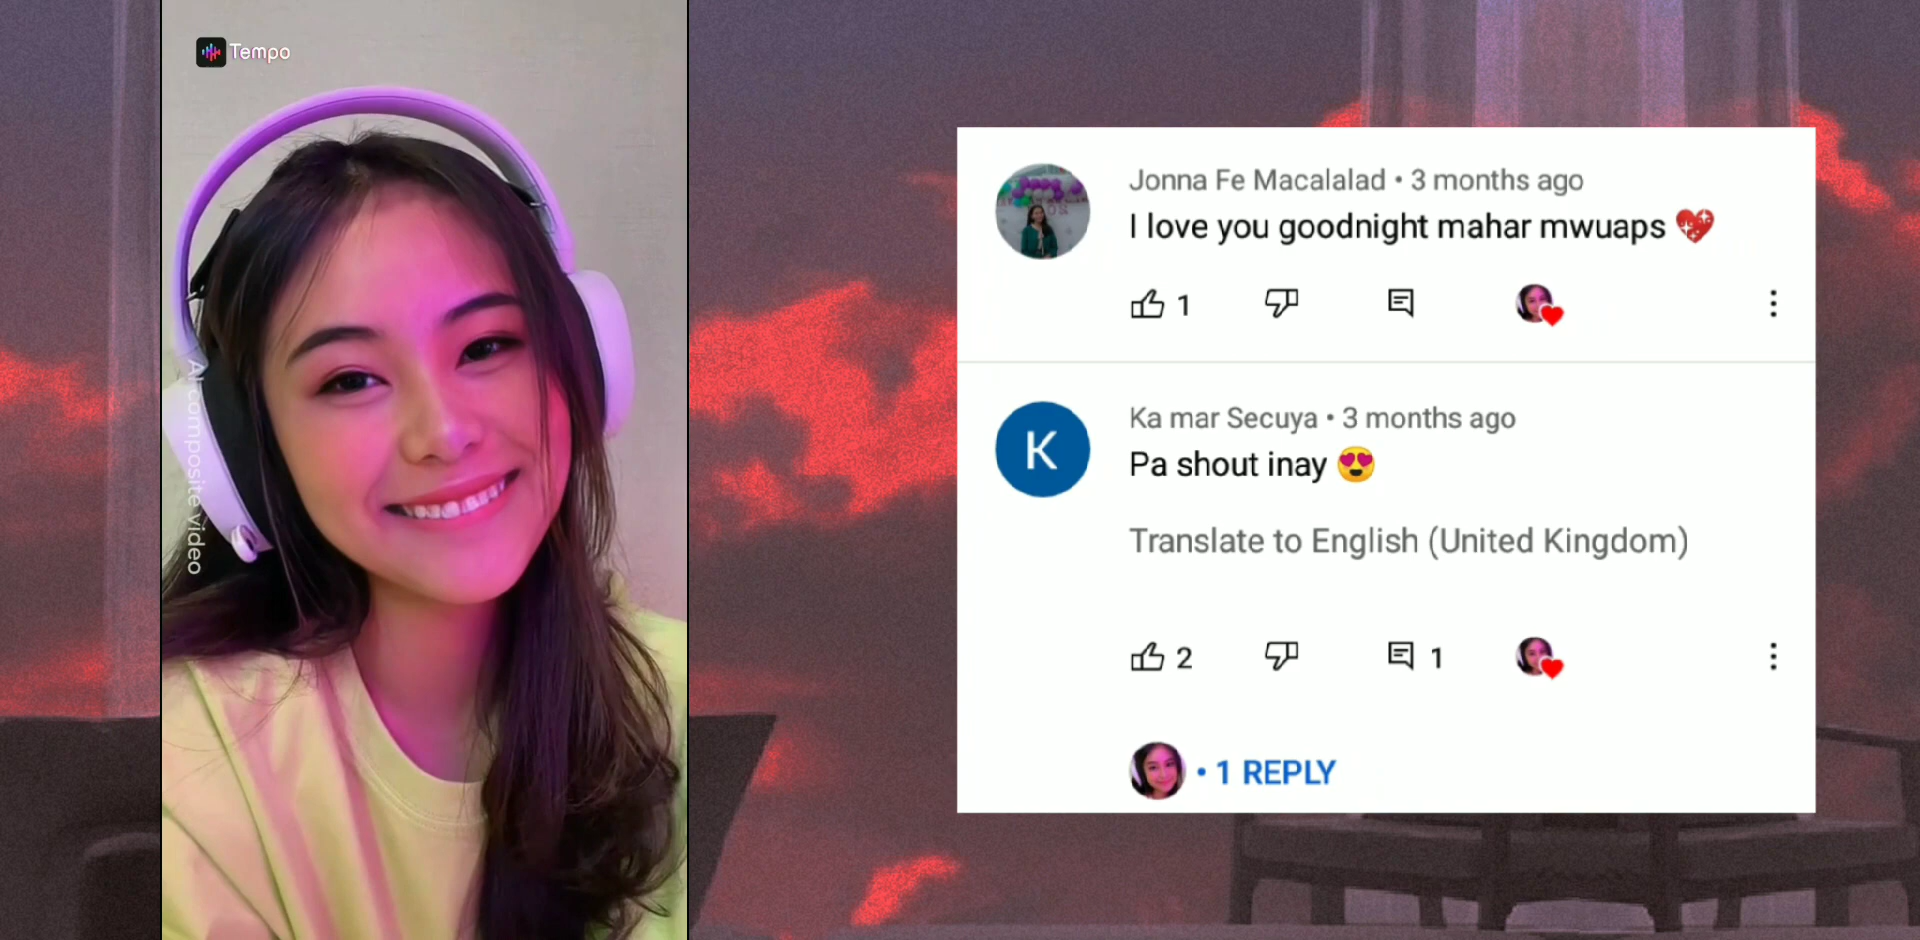 Tempo
AI composite video
Jonna Fe Macalalad • 3 months ago
I love you goodnight mahar mwuaps 💖
1
K
Ka mar Secuya • 3 months ago
Pa shout inay 😍
Translate to English (United Kingdom)
2
1
• 1 REPLY